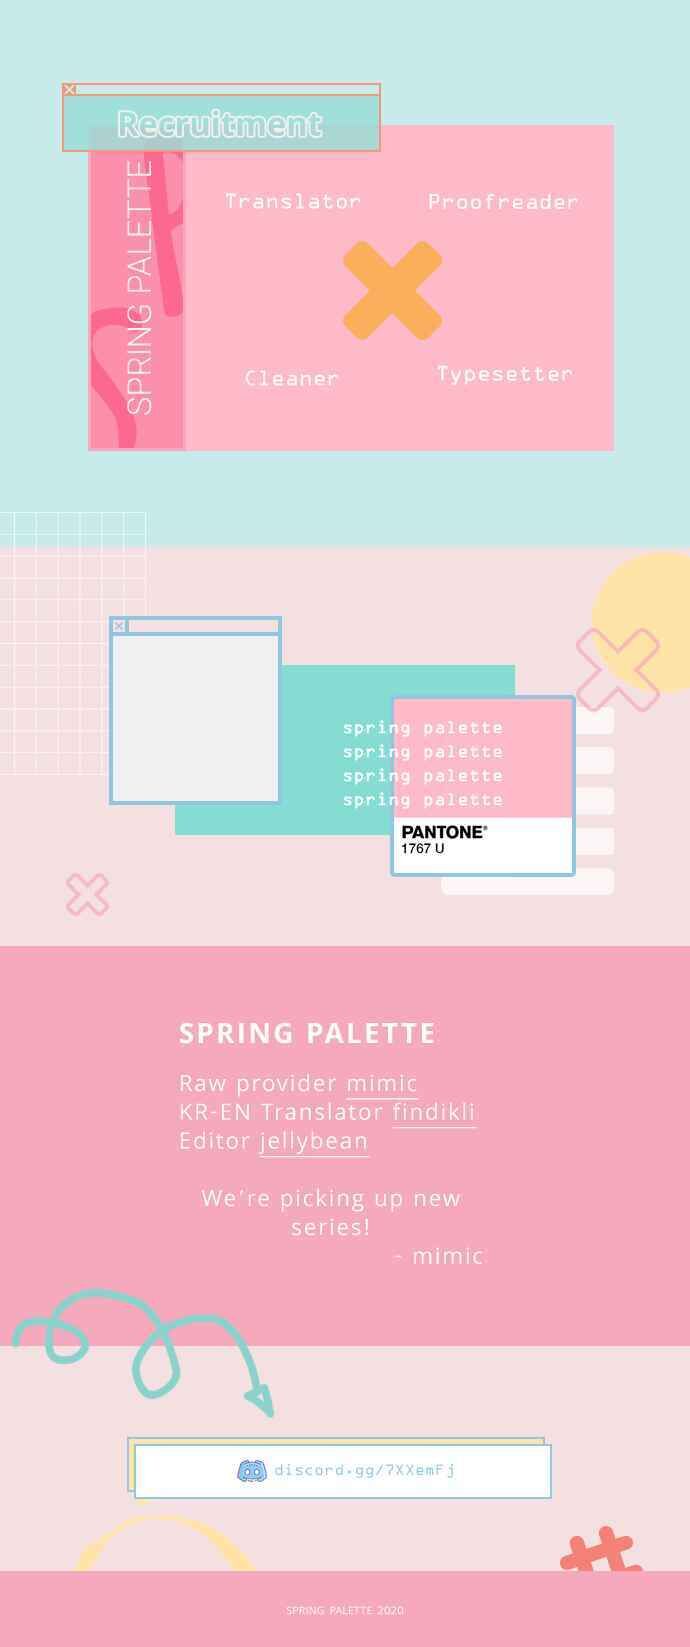 Recruitment
SPRING PALETTE
Translator
Proofreader
Cleaner
Typesetter
spring palette
spring palette
spring palette
spring palette
PANTONE®
1767 U
SPRING PALETTE
Raw provider mimic
KR-EN Translator findikli
Editor jellybean
We're picking up new
series!
- mimic
discord.gg/7XXemFj
SPRING PALETTE 2020